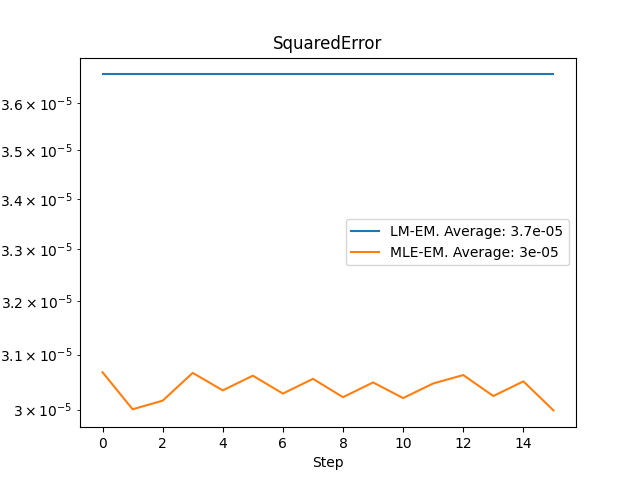 SquaredError
3.6 × 10⁻⁵
3.5 × 10⁻⁵
3.4 × 10⁻⁵
3.3 × 10⁻⁵
3.2 × 10⁻⁵
3.1 × 10⁻⁵
3 × 10⁻⁵
LM-EM. Average: 3.7e-05
MLE-EM. Average: 3e-05
0 2 4 6 8 10 12 14
Step